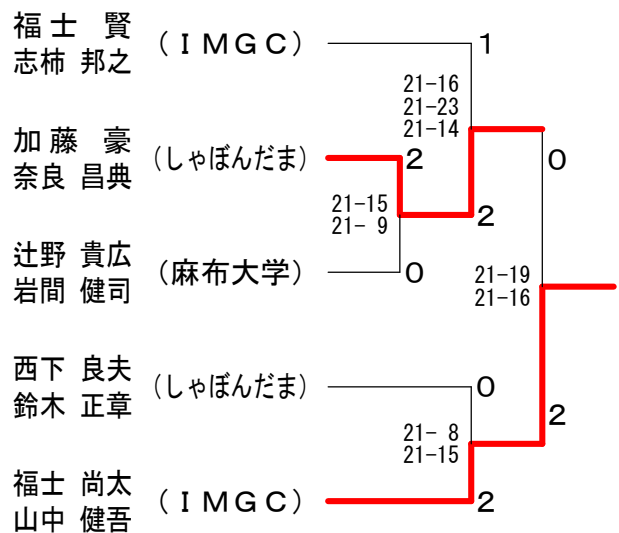 福士 賢
志柿 邦之
(ＩＭＧＣ)
1
21-16
21-23
21-14
加藤 豪
奈良 昌典
(しゃぼんだま)
2
0
21-15
21- 9
2
辻野 貴広
岩間 健司
(麻布大学)
0
21-19
21-16
西下 良夫
鈴木 正章
(しゃぼんだま)
0
2
21- 8
21-15
福士 尚太
山中 健吾
(ＩＭＧＣ)
2